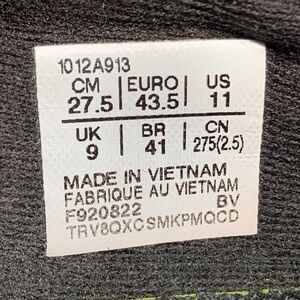 1012A913
CM EURO US
27.5 43.5 11
UK BR CN
9 41 275(2.5)
MADE IN VIETNAM
FABRIQUE AU VIETNAM
F920822 BV
TRV8QXCSMKPMQCD